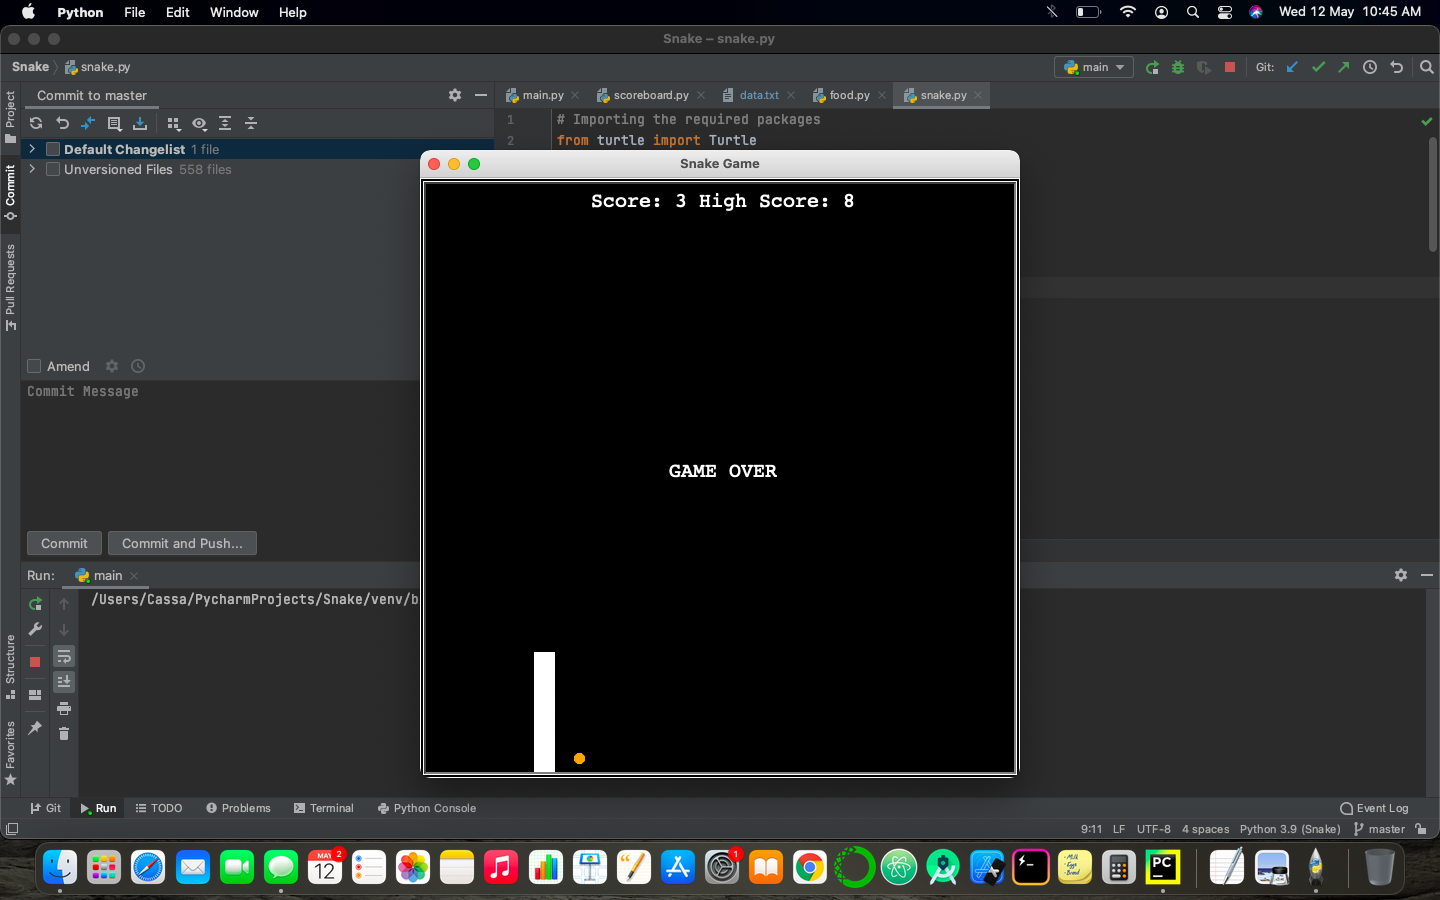 Python File Edit Window Help Wed 12 May 10:45 AM
Snake – snake.py
Snake snake.py main Git:
Commit to master main.py scoreboard.py data.txt food.py snake.py
Project
Commit
Pull Requests
Structure
Favorites
1 # Importing the required packages
2 from turtle import Turtle
Default Changelist 1 file
Unversioned Files 558 files
Snake Game
Score: 3 High Score: 8
GAME OVER
Amend
Commit Message
Commit Commit and Push...
Run: main
/Users/Cassa/PycharmProjects/Snake/venv/b
Git Run TODO Problems Terminal Python Console Event Log
9:11 LF UTF-8 4 spaces Python 3.9 (Snake) master
MAY 2
12
1
PC